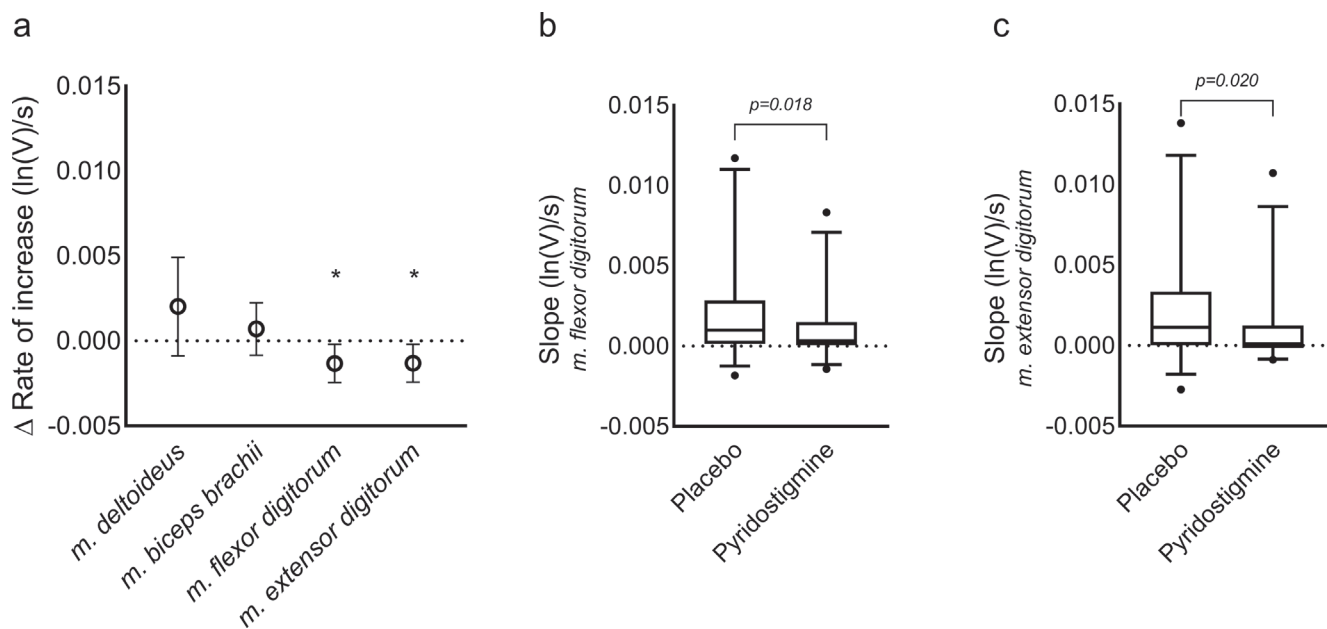 a
Δ Rate of increase (ln(V)/s)
0.015
0.010
0.005
0.000
-0.005
*
*
m. deltoideus
m. biceps brachii
m. flexor digitorum
m. extensor digitorum
b
Slope (ln(V)/s)
m. flexor digitorum
0.015
0.010
0.005
0.000
-0.005
p=0.018
Placebo
Pyridostigmine
c
Slope (ln(V)/s)
m. extensor digitorum
0.015
0.010
0.005
0.000
-0.005
p=0.020
Placebo
Pyridostigmine